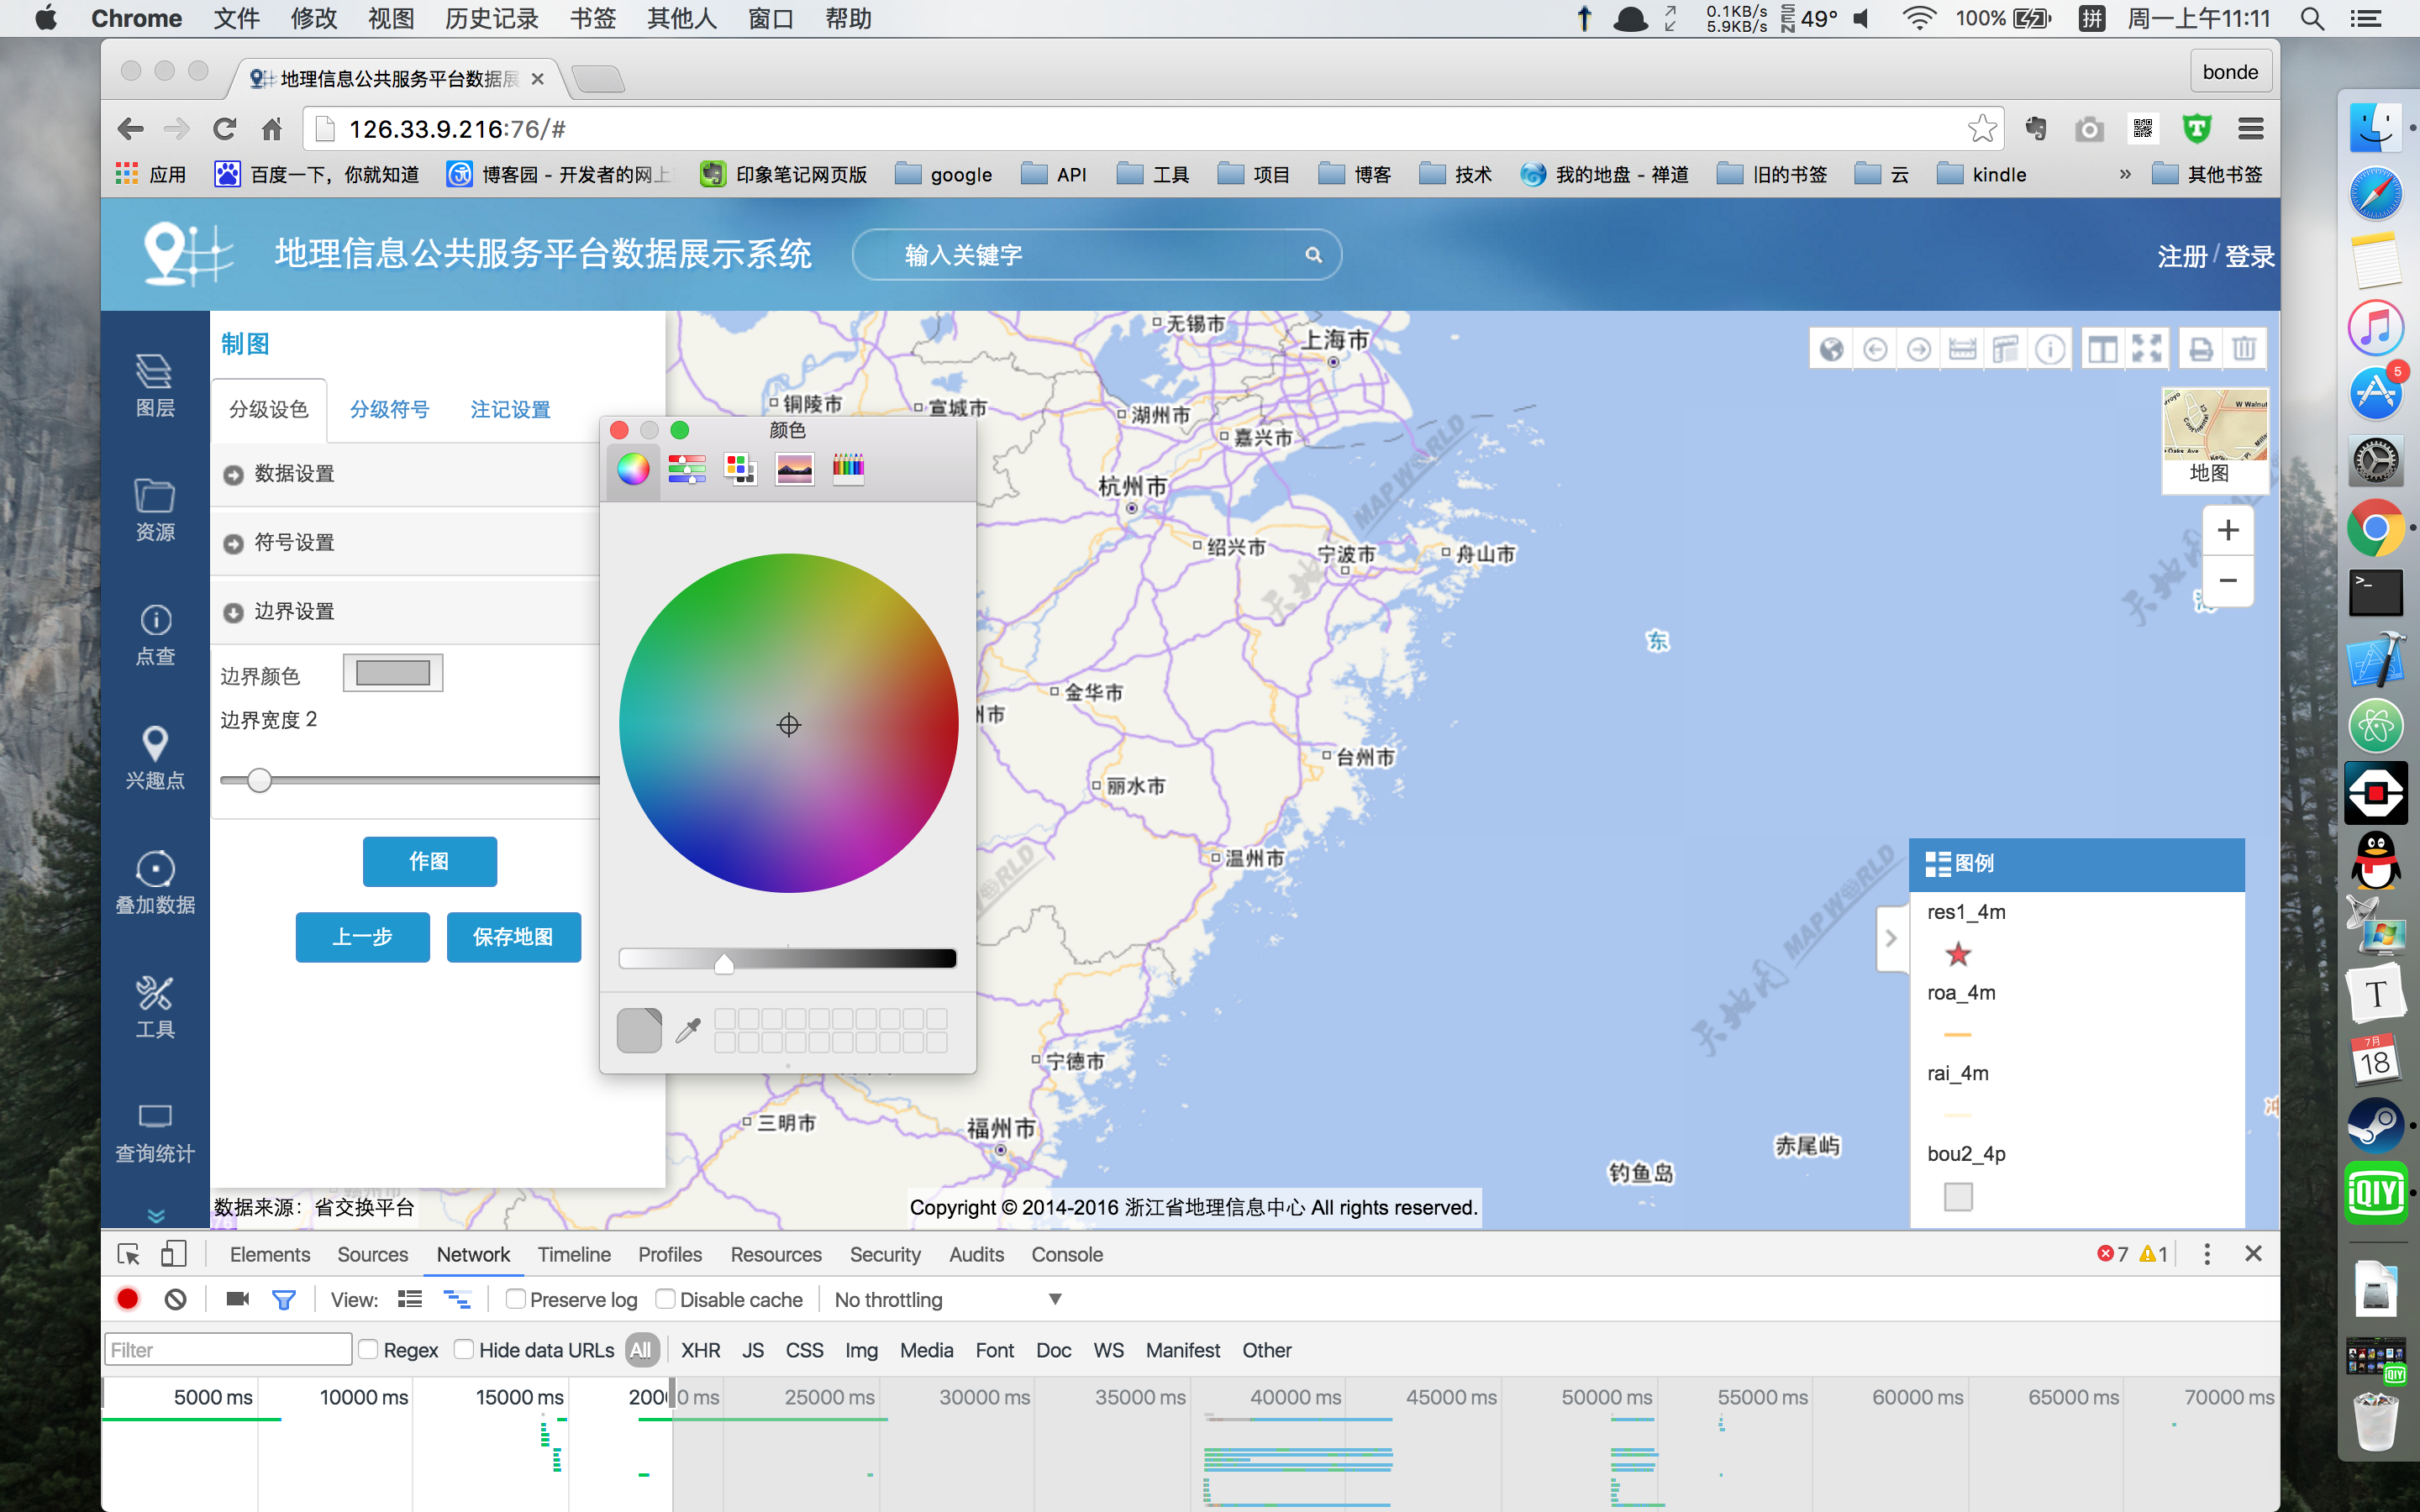 Chrome 文件 修改 视图 历史记录 书签 其他人 窗口 帮助
0.1KB/s
5.9KB/s
SEN 49° 100% 拼 周一上午11:11
地理信息公共服务平台数据展
bonde
126.33.9.216:76/#
应用 百度一下，你就知道 博客园 - 开发者的网上 印象笔记网页版 google API 工具 项目 博客 技术 我的地盘 - 禅道 旧的书签 云 kindle » 其他书签
地理信息公共服务平台数据展示系统
输入关键字
注册 / 登录
图层
资源
点查
兴趣点
叠加数据
工具
查询统计
制图
分级设色 分级符号 注记设置
数据设置
符号设置
边界设置
边界颜色
边界宽度 2
作图
上一步 保存地图
数据来源：省交换平台
颜色
无锡市
上海市
铜陵市
宣城市
湖州市
嘉兴市
杭州市
绍兴市
宁波市
舟山市
金华市
州市
台州市
丽水市
温州市
宁德市
三明市
福州市
东
海
钓鱼岛
赤尾屿
天地图
MAP WORLD
W Walnut
地图
+
−
图例
res1_4m
roa_4m
rai_4m
bou2_4p
Copyright © 2014-2016 浙江省地理信息中心 All rights reserved.
Elements Sources Network Timeline Profiles Resources Security Audits Console
7 1
View: Preserve log Disable cache No throttling
Filter Regex Hide data URLs All XHR JS CSS Img Media Font Doc WS Manifest Other
5000 ms 10000 ms 15000 ms 200 0 ms 25000 ms 30000 ms 35000 ms 40000 ms 45000 ms 50000 ms 55000 ms 60000 ms 65000 ms 70000 ms
5
>_
T
7月
18
iQIYI